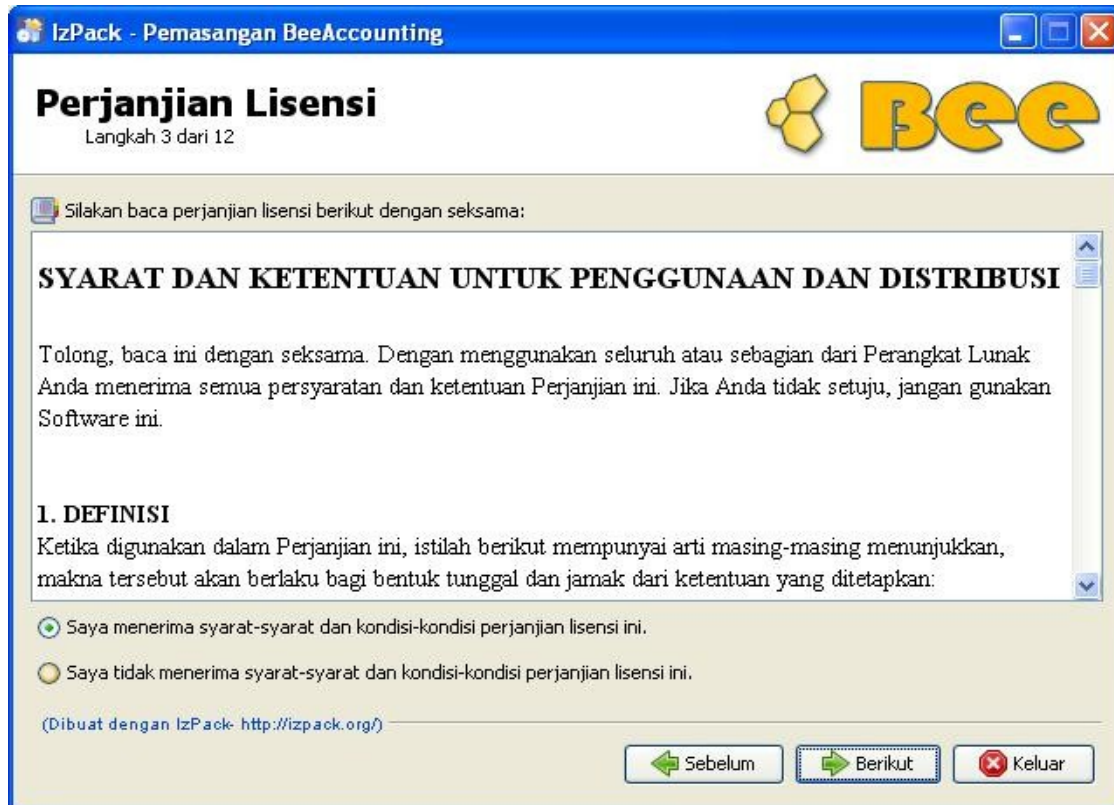 IzPack - Pemasangan BeeAccounting
Perjanjian Lisensi
Langkah 3 dari 12
Bee
Silakan baca perjanjian lisensi berikut dengan seksama:
SYARAT DAN KETENTUAN UNTUK PENGGUNAAN DAN DISTRIBUSI
Tolong, baca ini dengan seksama. Dengan menggunakan seluruh atau sebagian dari Perangkat Lunak
Anda menerima semua persyaratan dan ketentuan Perjanjian ini. Jika Anda tidak setuju, jangan gunakan
Software ini.
1. DEFINISI
Ketika digunakan dalam Perjanjian ini, istilah berikut mempunyai arti masing-masing menunjukkan,
makna tersebut akan berlaku bagi bentuk tunggal dan jamak dari ketentuan yang ditetapkan:
Saya menerima syarat-syarat dan kondisi-kondisi perjanjian lisensi ini.
Saya tidak menerima syarat-syarat dan kondisi-kondisi perjanjian lisensi ini.
(Dibuat dengan IzPack- http://izpack.org/)
Sebelum
Berikut
Keluar